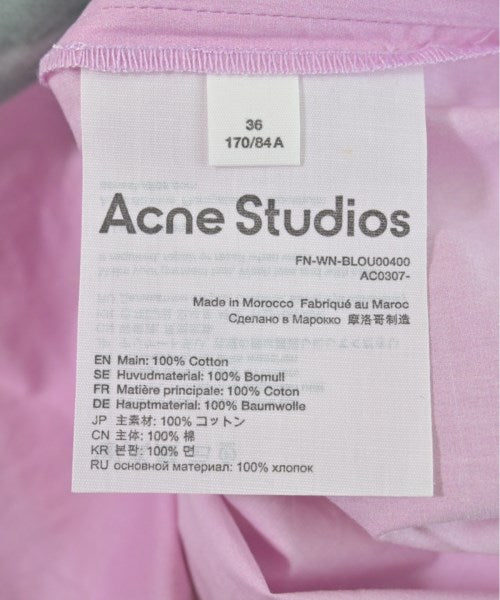 36
170/84A
Acne Studios
FN-WN-BLOU00400
AC0307-
Made in Morocco Fabriqué au Maroc
Сделано в Марокко 摩洛哥制造
EN Main: 100% Cotton
SE Huvudmaterial: 100% Bomull
FR Matière principale: 100% Coton
DE Hauptmaterial: 100% Baumwolle
JP 主素材: 100% コットン
CN 主体: 100% 棉
KR 본판: 100% 면
RU основной материал: 100% хлопок